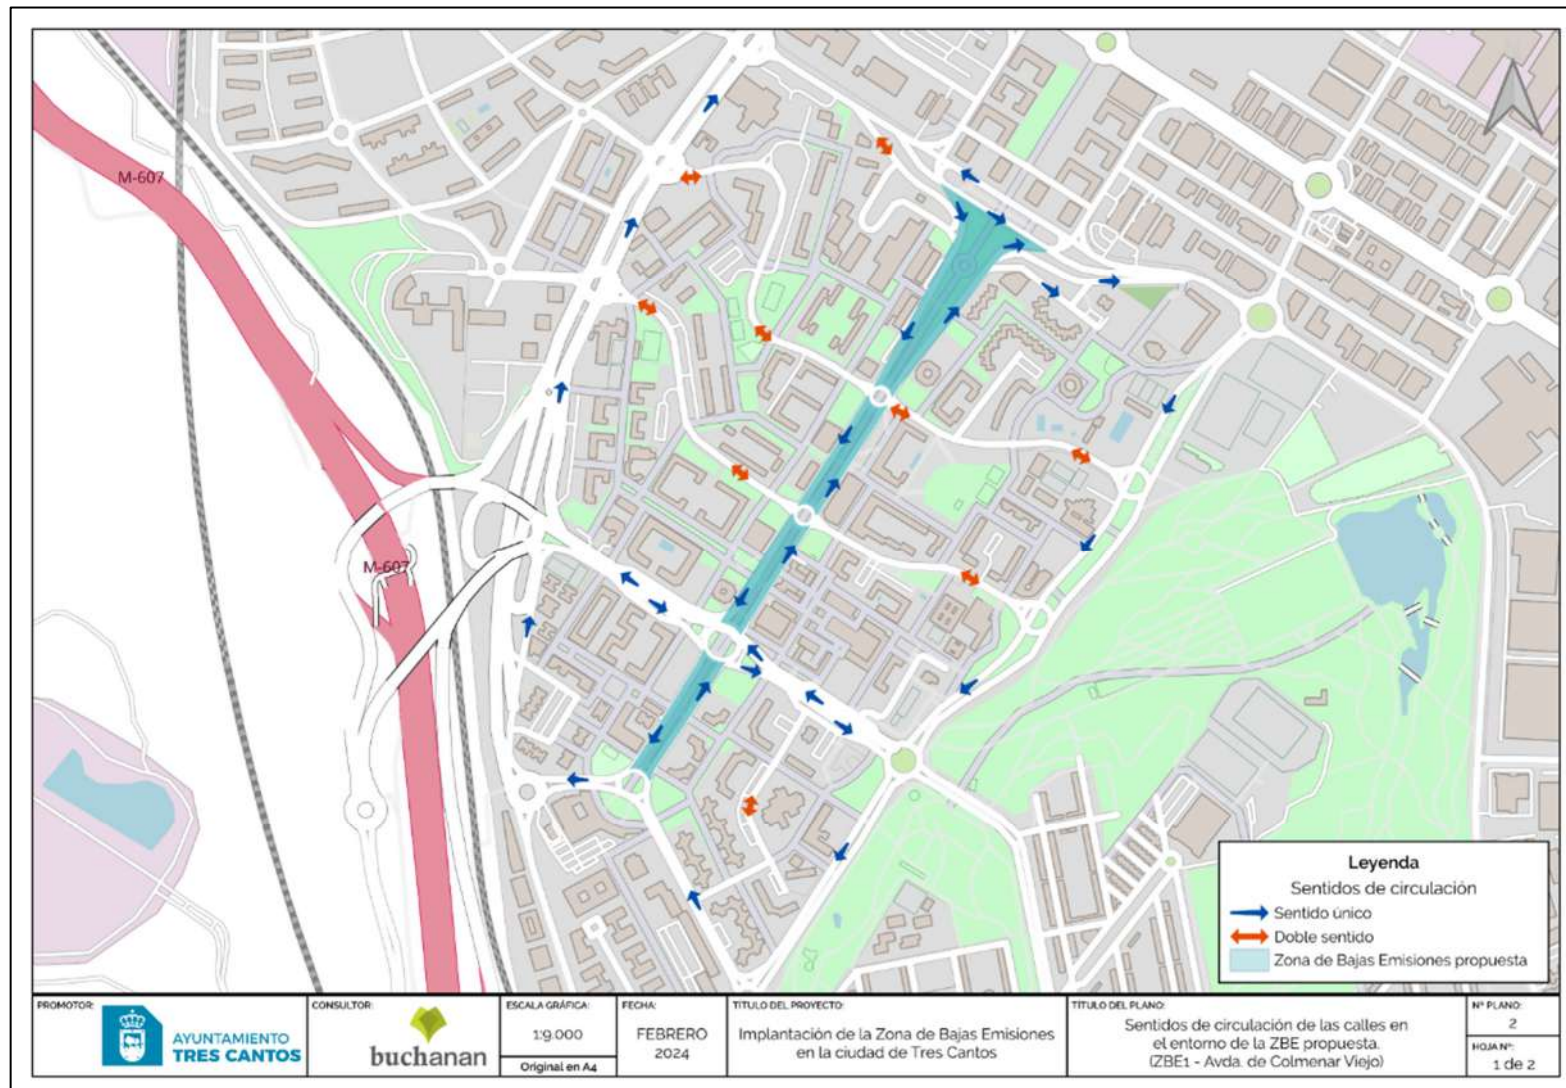 M-607
M-607
Leyenda
Sentidos de circulación
Sentido único
Doble sentido
Zona de Bajas Emisiones propuesta
PROMOTOR:
AYUNTAMIENTO
TRES CANTOS
CONSULTOR:
buchanan
ESCALA GRÁFICA:
1:9.000
Original en A4
FECHA:
FEBRERO
2024
TÍTULO DEL PROYECTO:
Implantación de la Zona de Bajas Emisiones
en la ciudad de Tres Cantos
TÍTULO DEL PLANO:
Sentidos de circulación de las calles en
el entorno de la ZBE propuesta.
(ZBE1 - Avda. de Colmenar Viejo)
Nº PLANO:
2
HOJA Nº:
1 de 2